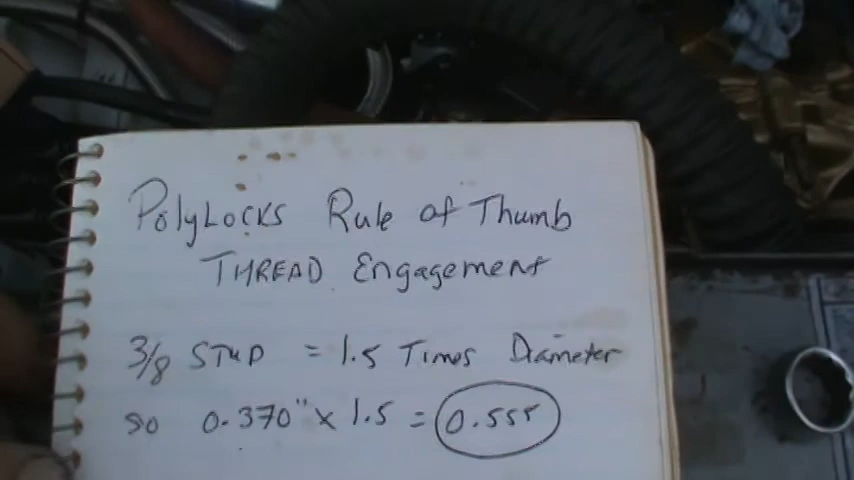 PolyLocks Rule of Thumb
THREAD Engagement
3/8 STUD = 1.5 Times Diameter
so 0.370" x 1.5 = 0.555